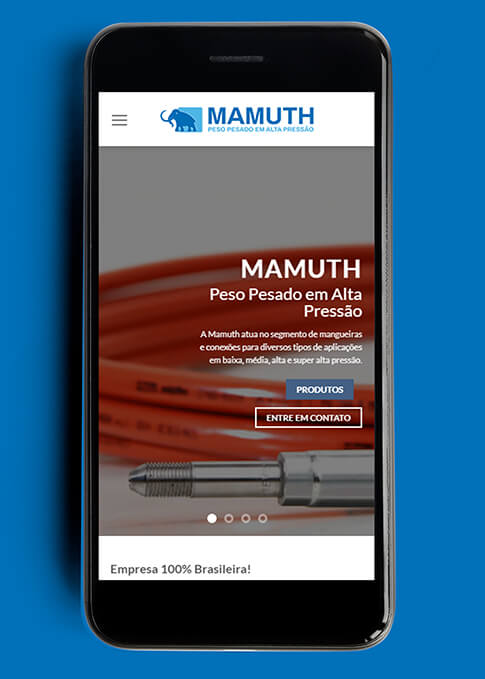 MAMUTH
PESO PESADO EM ALTA PRESSÃO
MAMUTH
Peso Pesado em Alta
Pressão
A Mamuth atua no segmento de mangueiras
e conexões para diversos tipos de aplicações
em baixa, média, alta e super alta pressão.
PRODUTOS
ENTRE EM CONTATO
Empresa 100% Brasileira!